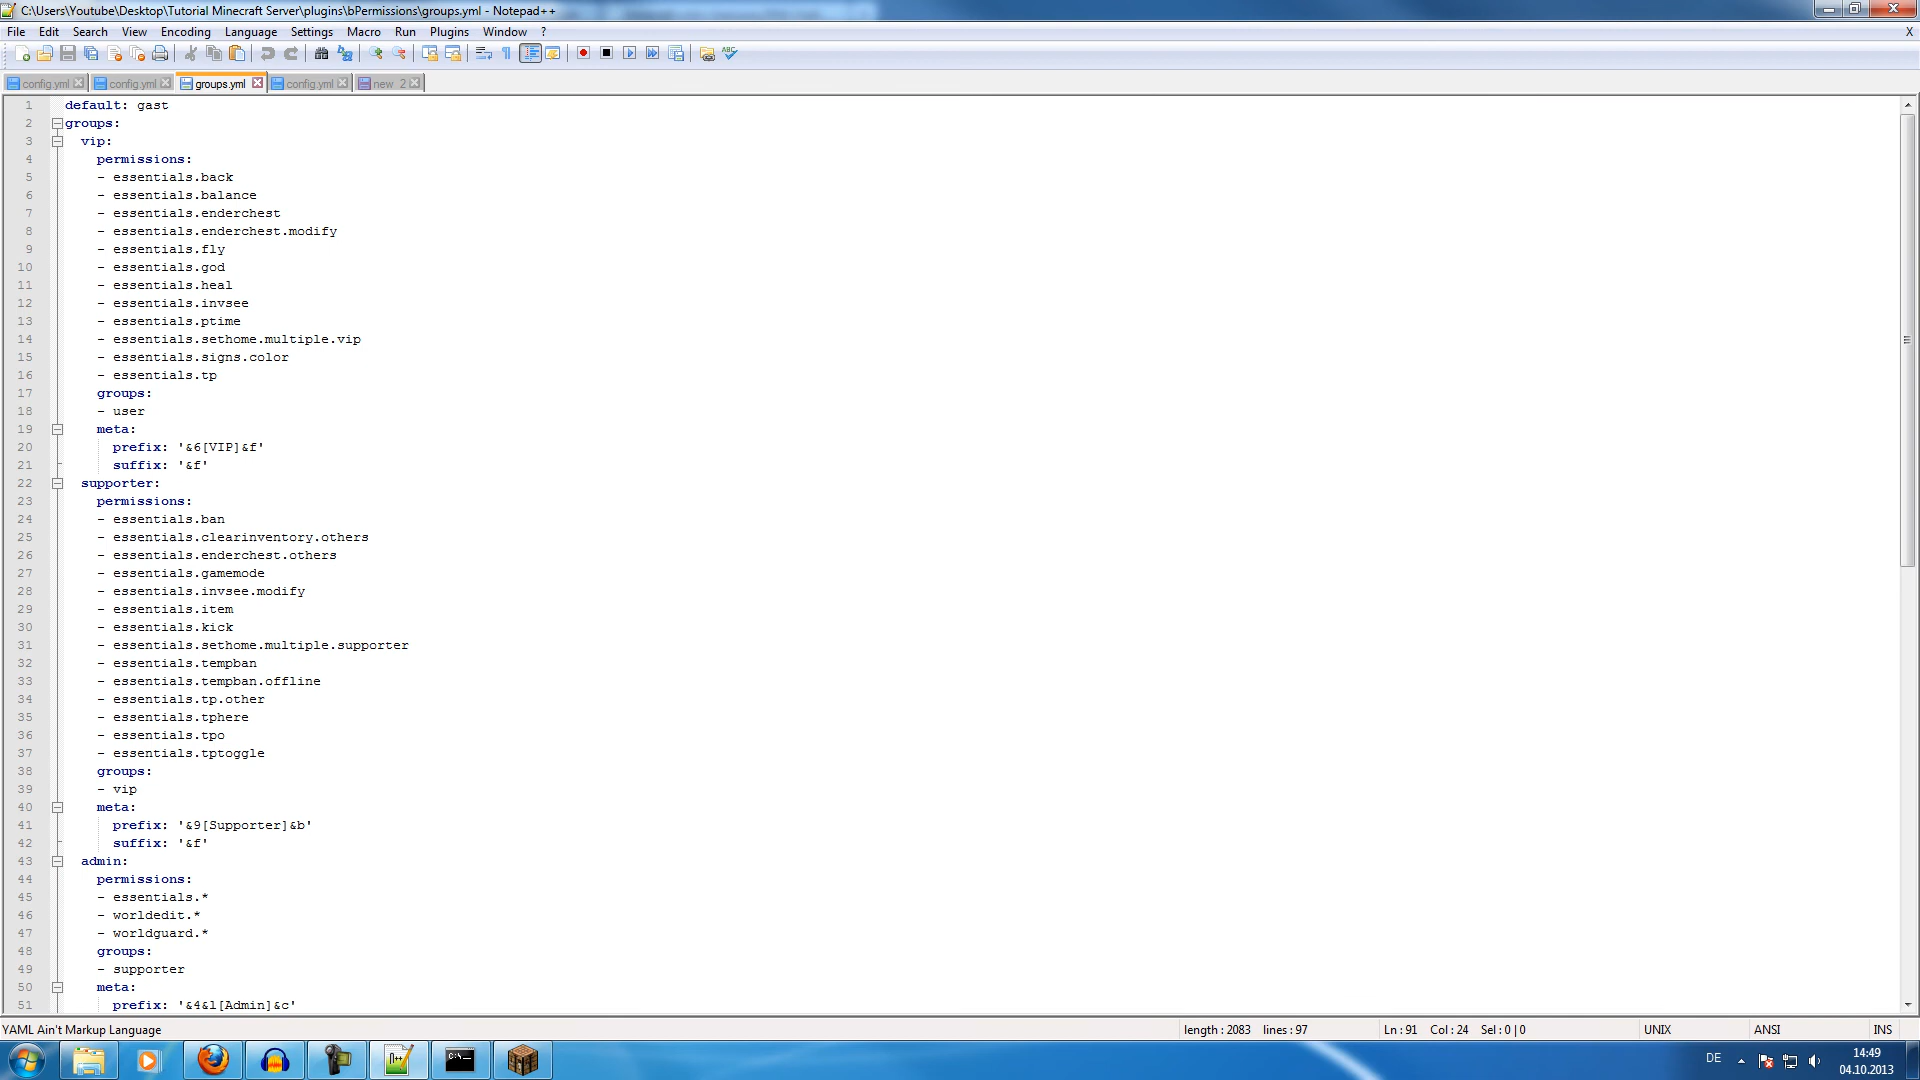 C:\Users\Youtube\Desktop\Tutorial Minecraft Server\plugins\bPermissions\groups.yml - Notepad++
File Edit Search View Encoding Language Settings Macro Run Plugins Window ? X
config.yml config.yml groups.yml config.yml new 2
1 default: gast
2 groups:
3 vip:
4 permissions:
5 - essentials.back
6 - essentials.balance
7 - essentials.enderchest
8 - essentials.enderchest.modify
9 - essentials.fly
10 - essentials.god
11 - essentials.heal
12 - essentials.invsee
13 - essentials.ptime
14 - essentials.sethome.multiple.vip
15 - essentials.signs.color
16 - essentials.tp
17 groups:
18 - user
19 meta:
20 prefix: '&6[VIP]&f'
21 suffix: '&f'
22 supporter:
23 permissions:
24 - essentials.ban
25 - essentials.clearinventory.others
26 - essentials.enderchest.others
27 - essentials.gamemode
28 - essentials.invsee.modify
29 - essentials.item
30 - essentials.kick
31 - essentials.sethome.multiple.supporter
32 - essentials.tempban
33 - essentials.tempban.offline
34 - essentials.tp.other
35 - essentials.tphere
36 - essentials.tpo
37 - essentials.tptoggle
38 groups:
39 - vip
40 meta:
41 prefix: '&9[Supporter]&b'
42 suffix: '&f'
43 admin:
44 permissions:
45 - essentials.*
46 - worldedit.*
47 - worldguard.*
48 groups:
49 - supporter
50 meta:
51 prefix: '&4&l[Admin]&c'
YAML Ain't Markup Language length : 2083 lines : 97 Ln : 91 Col : 24 Sel : 0 | 0 UNIX ANSI INS
DE 14:49
04.10.2013